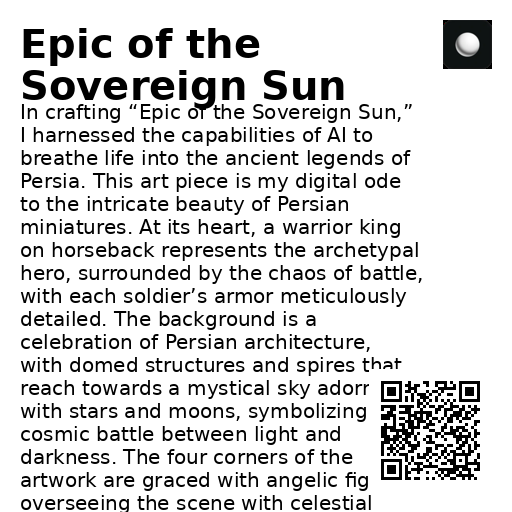 Epic of the
Sovereign Sun
In crafting “Epic of the Sovereign Sun,”
I harnessed the capabilities of AI to
breathe life into the ancient legends of
Persia. This art piece is my digital ode
to the intricate beauty of Persian
miniatures. At its heart, a warrior king
on horseback represents the archetypal
hero, surrounded by the chaos of battle,
with each soldier’s armor meticulously
detailed. The background is a
celebration of Persian architecture,
with domed structures and spires that
reach towards a mystical sky
with stars and moons, symbolizing
cosmic battle between light and
darkness. The four corners of the
artwork are graced with angelic
overseeing the scene with celestial